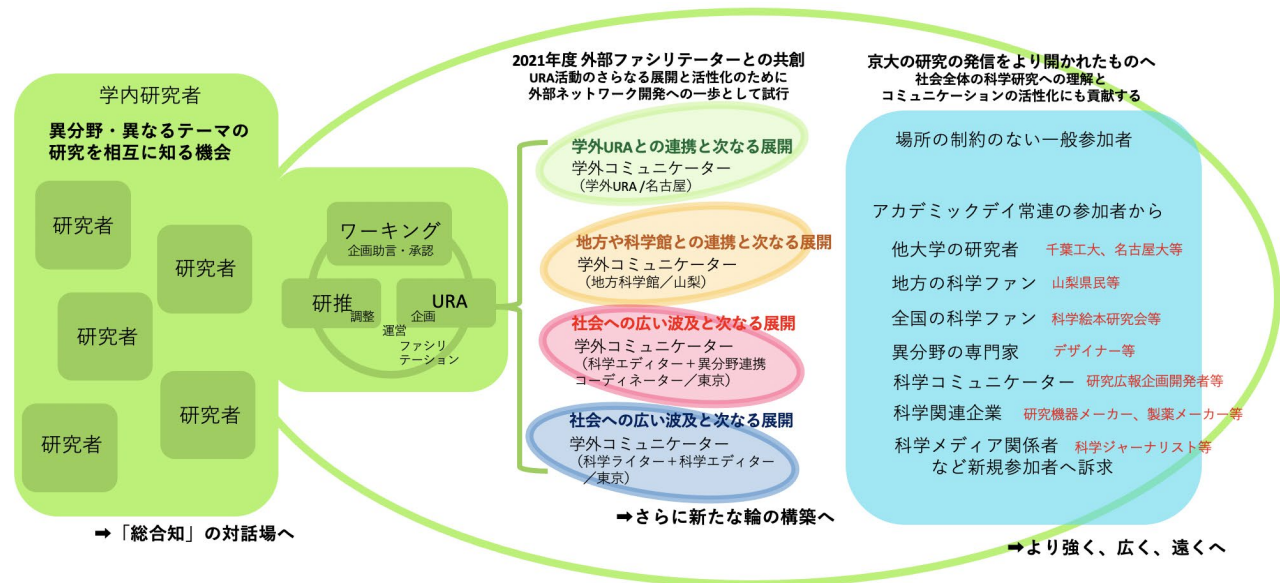 学内研究者
異分野・異なるテーマの
研究を相互に知る機会
研究者
研究者
研究者
研究者
研究者
➡「総合知」の対話場へ
ワーキング
企画助言・承認
研推
調整
URA
企画
運営
ファシリ
テーション
2021年度 外部ファシリテーターとの共創
URA活動のさらなる展開と活性化のために
外部ネットワーク開発への一歩として試行
学外URAとの連携と次なる展開
学外コミュニケーター
(学外URA/名古屋)
地方や科学館との連携と次なる展開
学外コミュニケーター
(地方科学館/山梨)
社会への広い波及と次なる展開
学外コミュニケーター
(科学エディター+異分野連携
コーディネーター/東京)
社会への広い波及と次なる展開
学外コミュニケーター
(科学ライター+科学エディター
/東京)
➡さらに新たな輪の構築へ
京大の研究の発信をより開かれたものへ
社会全体の科学研究への理解と
コミュニケーションの活性化にも貢献する
場所の制約のない一般参加者
アカデミックデイ常連の参加者から
他大学の研究者 千葉工大、名古屋大等
地方の科学ファン 山梨県民等
全国の科学ファン 科学絵本研究会等
異分野の専門家 デザイナー等
科学コミュニケーター 研究広報企画開発者等
科学関連企業 研究機器メーカー、製薬メーカー等
科学メディア関係者 科学ジャーナリスト等
など新規参加者へ訴求
➡より強く、広く、遠くへ